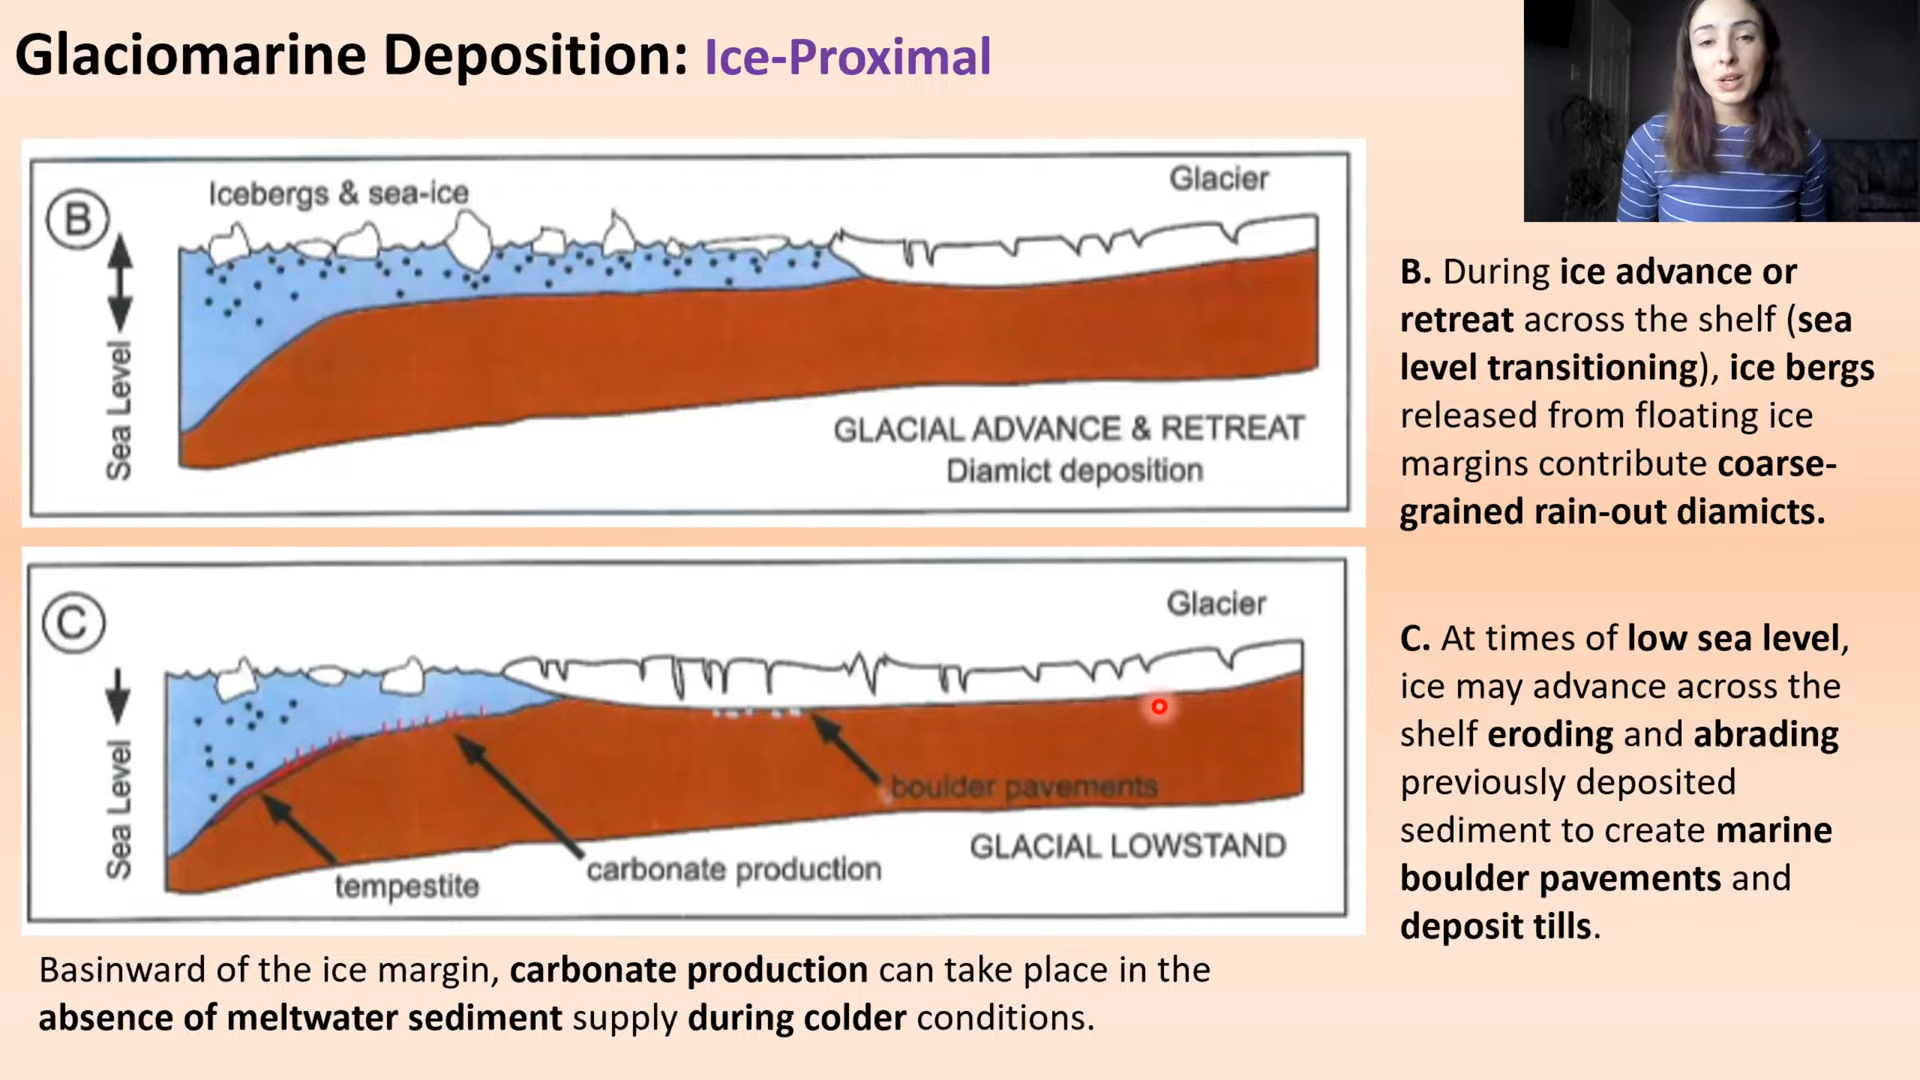 Glaciomarine Deposition: Ice-Proximal
B
Icebergs & sea-ice
Glacier
Sea Level
GLACIAL ADVANCE & RETREAT
Diamict deposition
B. During ice advance or
retreat across the shelf (sea
level transitioning), ice bergs
released from floating ice
margins contribute coarse-
grained rain-out diamicts.
C
Glacier
Sea Level
boulder pavements
GLACIAL LOWSTAND
carbonate production
tempestite
C. At times of low sea level,
ice may advance across the
shelf eroding and abrading
previously deposited
sediment to create marine
boulder pavements and
deposit tills.
Basinward of the ice margin, carbonate production can take place in the
absence of meltwater sediment supply during colder conditions.